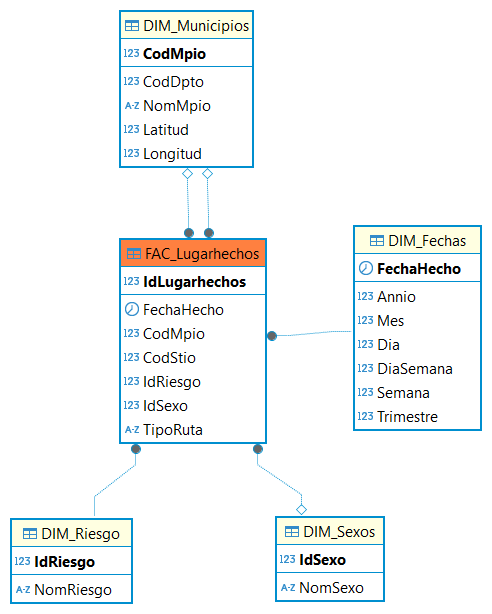 DIM_Municipios
123 CodMpio
123 CodDpto
A-Z NomMpio
123 Latitud
123 Longitud
FAC_Lugarhechos
123 IdLugarhechos
FechaHecho
123 CodMpio
123 CodStio
123 IdRiesgo
123 IdSexo
A-Z TipoRuta
DIM_Fechas
FechaHecho
123 Annio
123 Mes
123 Dia
123 DiaSemana
123 Semana
123 Trimestre
DIM_Riesgo
123 IdRiesgo
A-Z NomRiesgo
DIM_Sexos
123 IdSexo
A-Z NomSexo